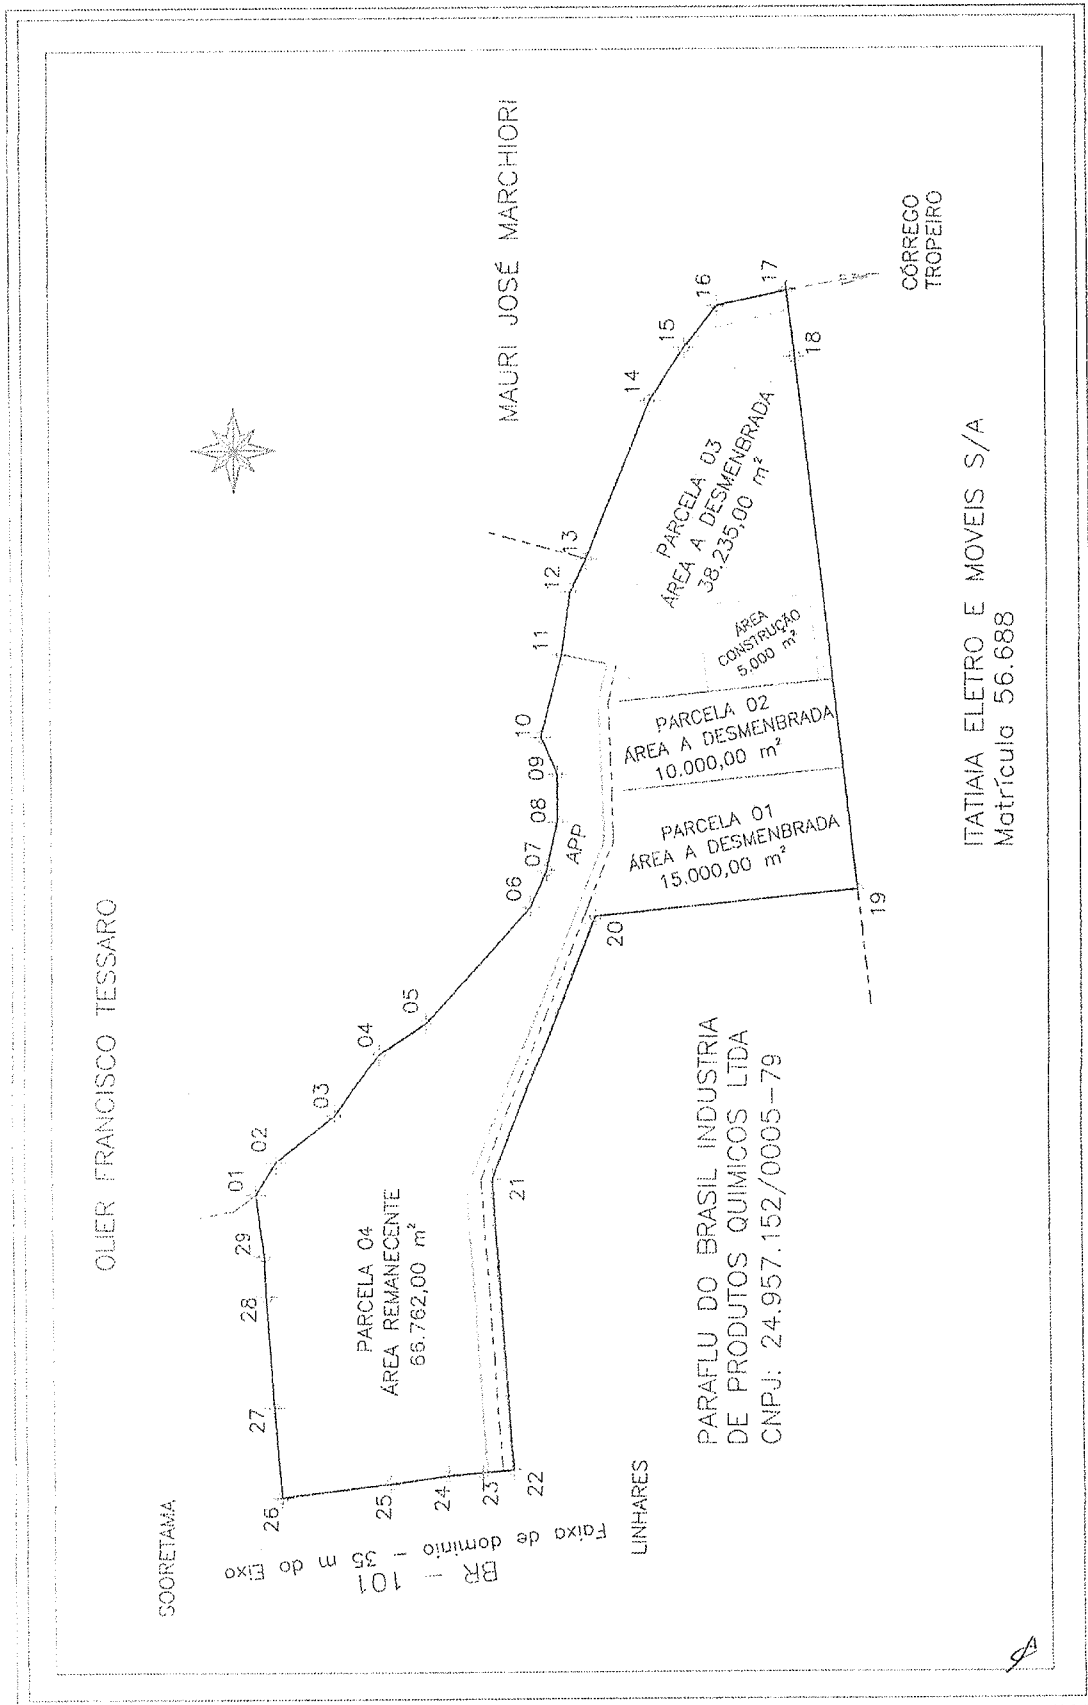 SOORETAMA
OLIER FRANCISCO TESSARO
MAURI JOSÉ MARCHIORI
26
27
28
29
01
02
03
04
05
06
07
08
09
10
11
12
13
14
15
16
17
18
19
20
21
22
23
24
25
BR - 101
Faixa de dominio - 35 m do Eixo
LINHARES
PARCELA 04
ÁREA REMANECENTE
66.762,00 m²
APP
PARCELA 01
ÁREA A DESMENBRADA
15.000,00 m²
PARCELA 02
ÁREA A DESMENBRADA
10.000,00 m²
ÁREA
CONSTRUÇÃO
5.000 m²
PARCELA 03
ÁREA A DESMENBRADA
38.235,00 m²
CÓRREGO
TROPEIRO
PARAFLU DO BRASIL INDUSTRIA
DE PRODUTOS QUIMICOS LTDA
CNPJ: 24.957.152/0005-79
ITATIAIA ELETRO E MOVEIS S/A
Matrícula 56.688